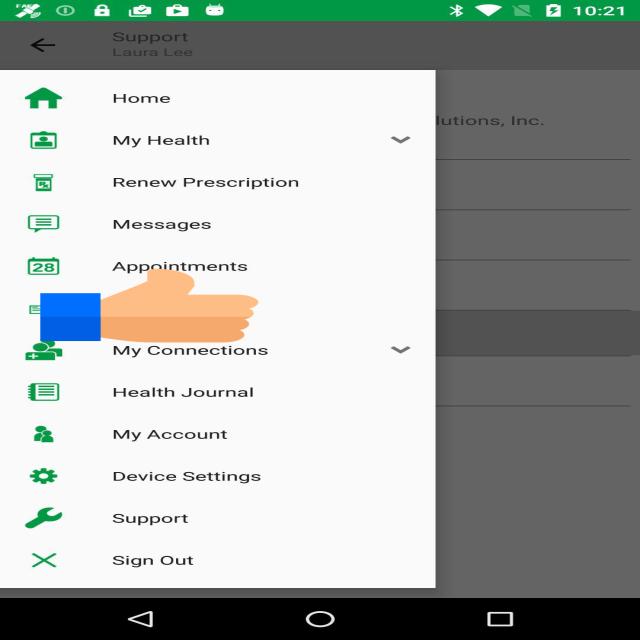 10:21
Support
Laura Lee
Home
lutions, Inc.
My Health
Renew Prescription
Messages
28
Appointments
My Connections
Health Journal
My Account
Device Settings
Support
Sign Out